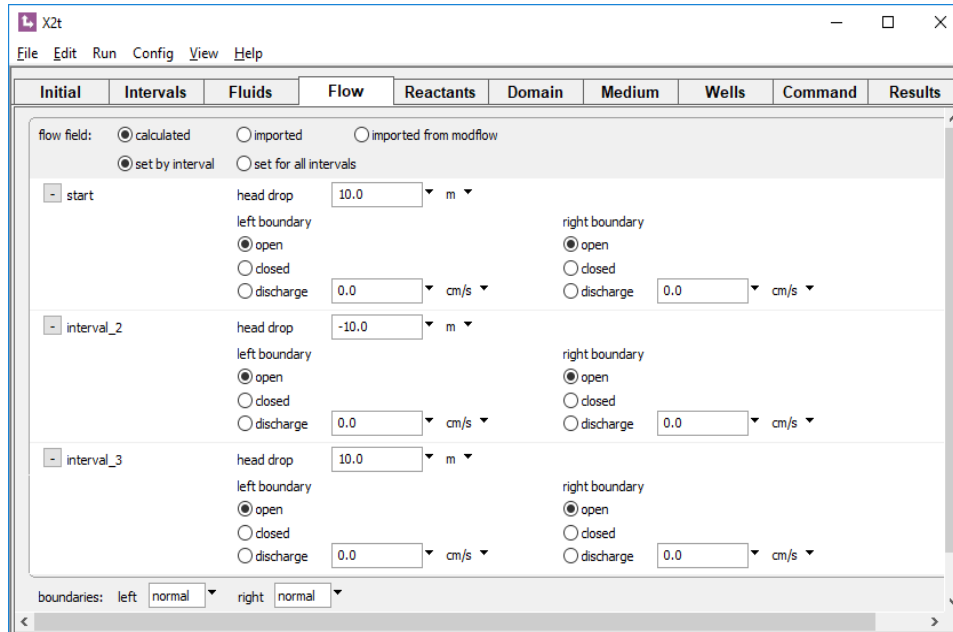 X2t
File Edit Run Config View Help
Initial Intervals Fluids Flow Reactants Domain Medium Wells Command Results
flow field: calculated imported imported from modflow
set by interval set for all intervals
- start head drop 10.0 m
left boundary right boundary
open open
closed closed
discharge 0.0 cm/s discharge 0.0 cm/s
- interval_2 head drop -10.0 m
left boundary right boundary
open open
closed closed
discharge 0.0 cm/s discharge 0.0 cm/s
- interval_3 head drop 10.0 m
left boundary right boundary
open open
closed closed
discharge 0.0 cm/s discharge 0.0 cm/s
boundaries: left normal right normal